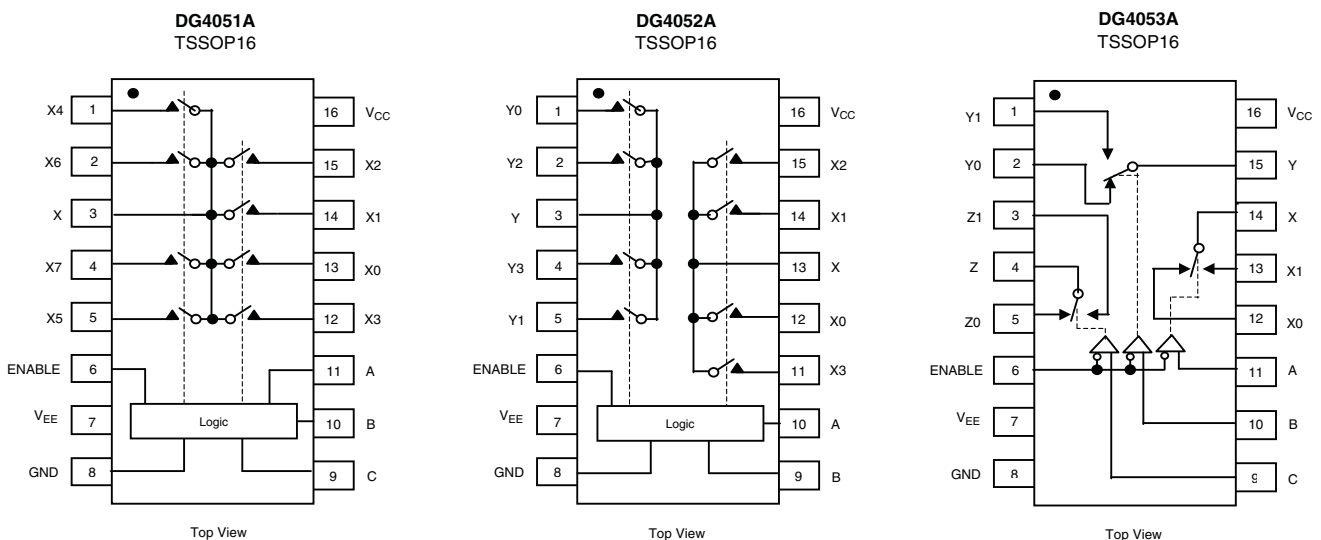 DG4051A
TSSOP16
X4 1 16 VCC
X6 2 15 X2
X 3 14 X1
X7 4 13 X0
X5 5 12 X3
ENABLE 6 11 A
VEE 7 Logic 10 B
GND 8 9 C
Top View
DG4052A
TSSOP16
Y0 1 16 VCC
Y2 2 15 X2
Y 3 14 X1
Y3 4 13 X
Y1 5 12 X0
ENABLE 6 11 X3
VEE 7 Logic 10 A
GND 8 9 B
Top View
DG4053A
TSSOP16
Y1 1 16 VCC
Y0 2 15 Y
Z1 3 14 X
Z 4 13 X1
Z0 5 12 X0
ENABLE 6 11 A
VEE 7 10 B
GND 8 9 C
Top View